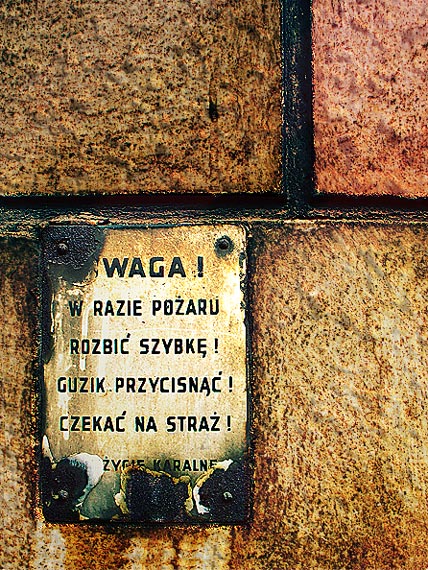 WAGA !
W RAZIE POŻARU
ROZBIĆ SZYBKĘ !
GUZIK PRZYCISNĄĆ !
CZEKAĆ NA STRAŻ !
ŻYCIE KARALNE